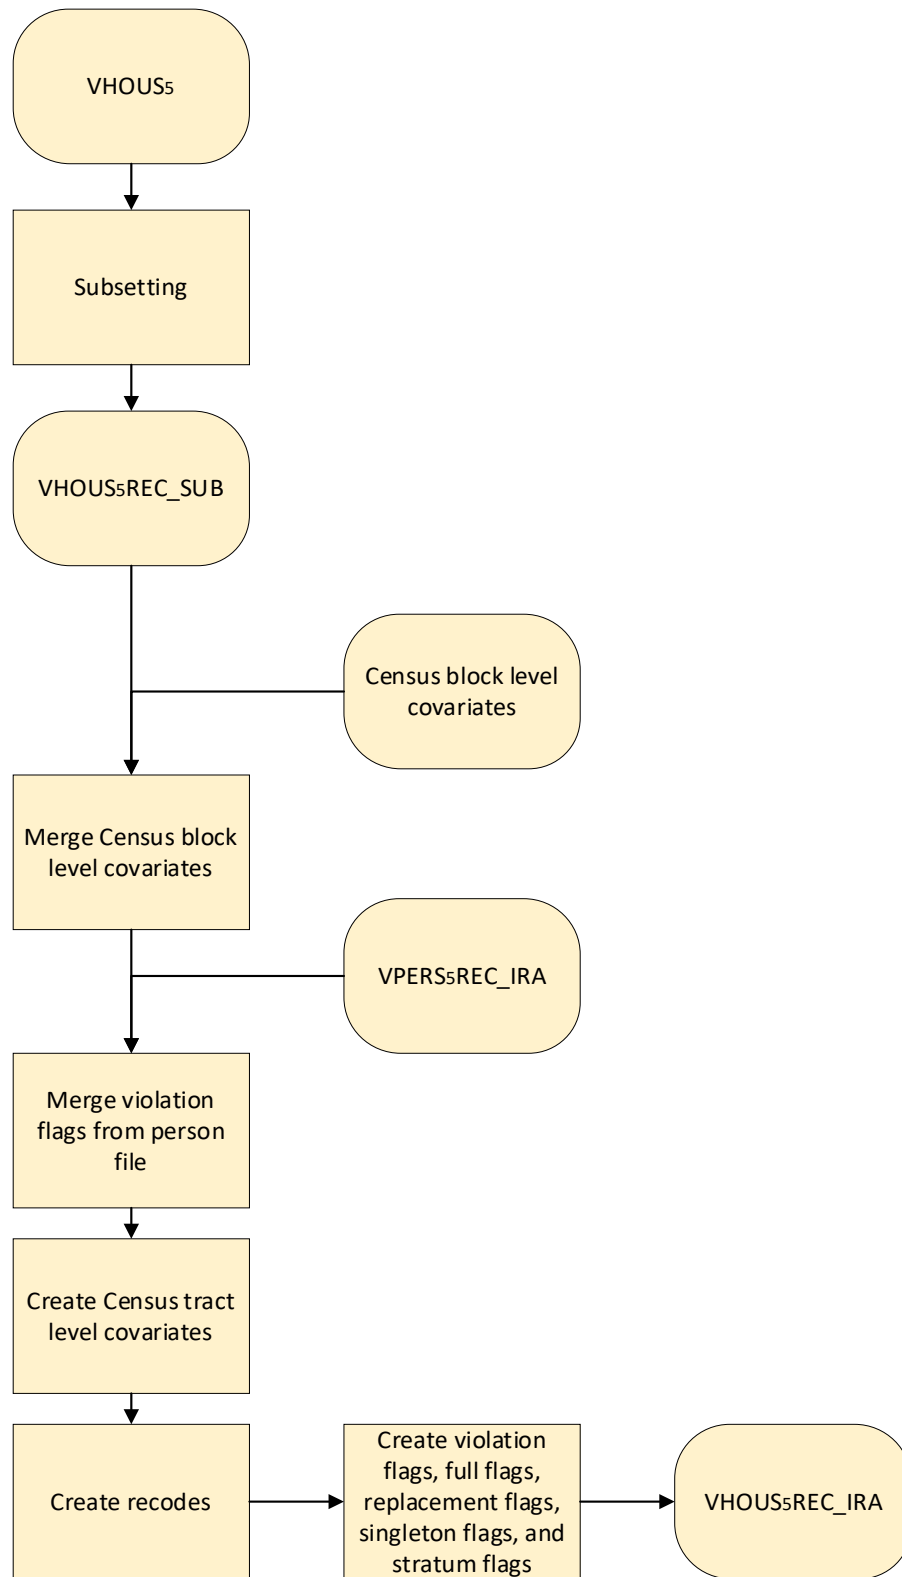 VHOUS5
Subsetting
VHOUS5REC_SUB
Census block level
covariates
Merge Census block
level covariates
VPERS5REC_IRA
Merge violation
flags from person
file
Create Census tract
level covariates
Create recodes
Create violation
flags, full flags,
replacement flags,
singleton flags, and
stratum flags
VHOUS5REC_IRA